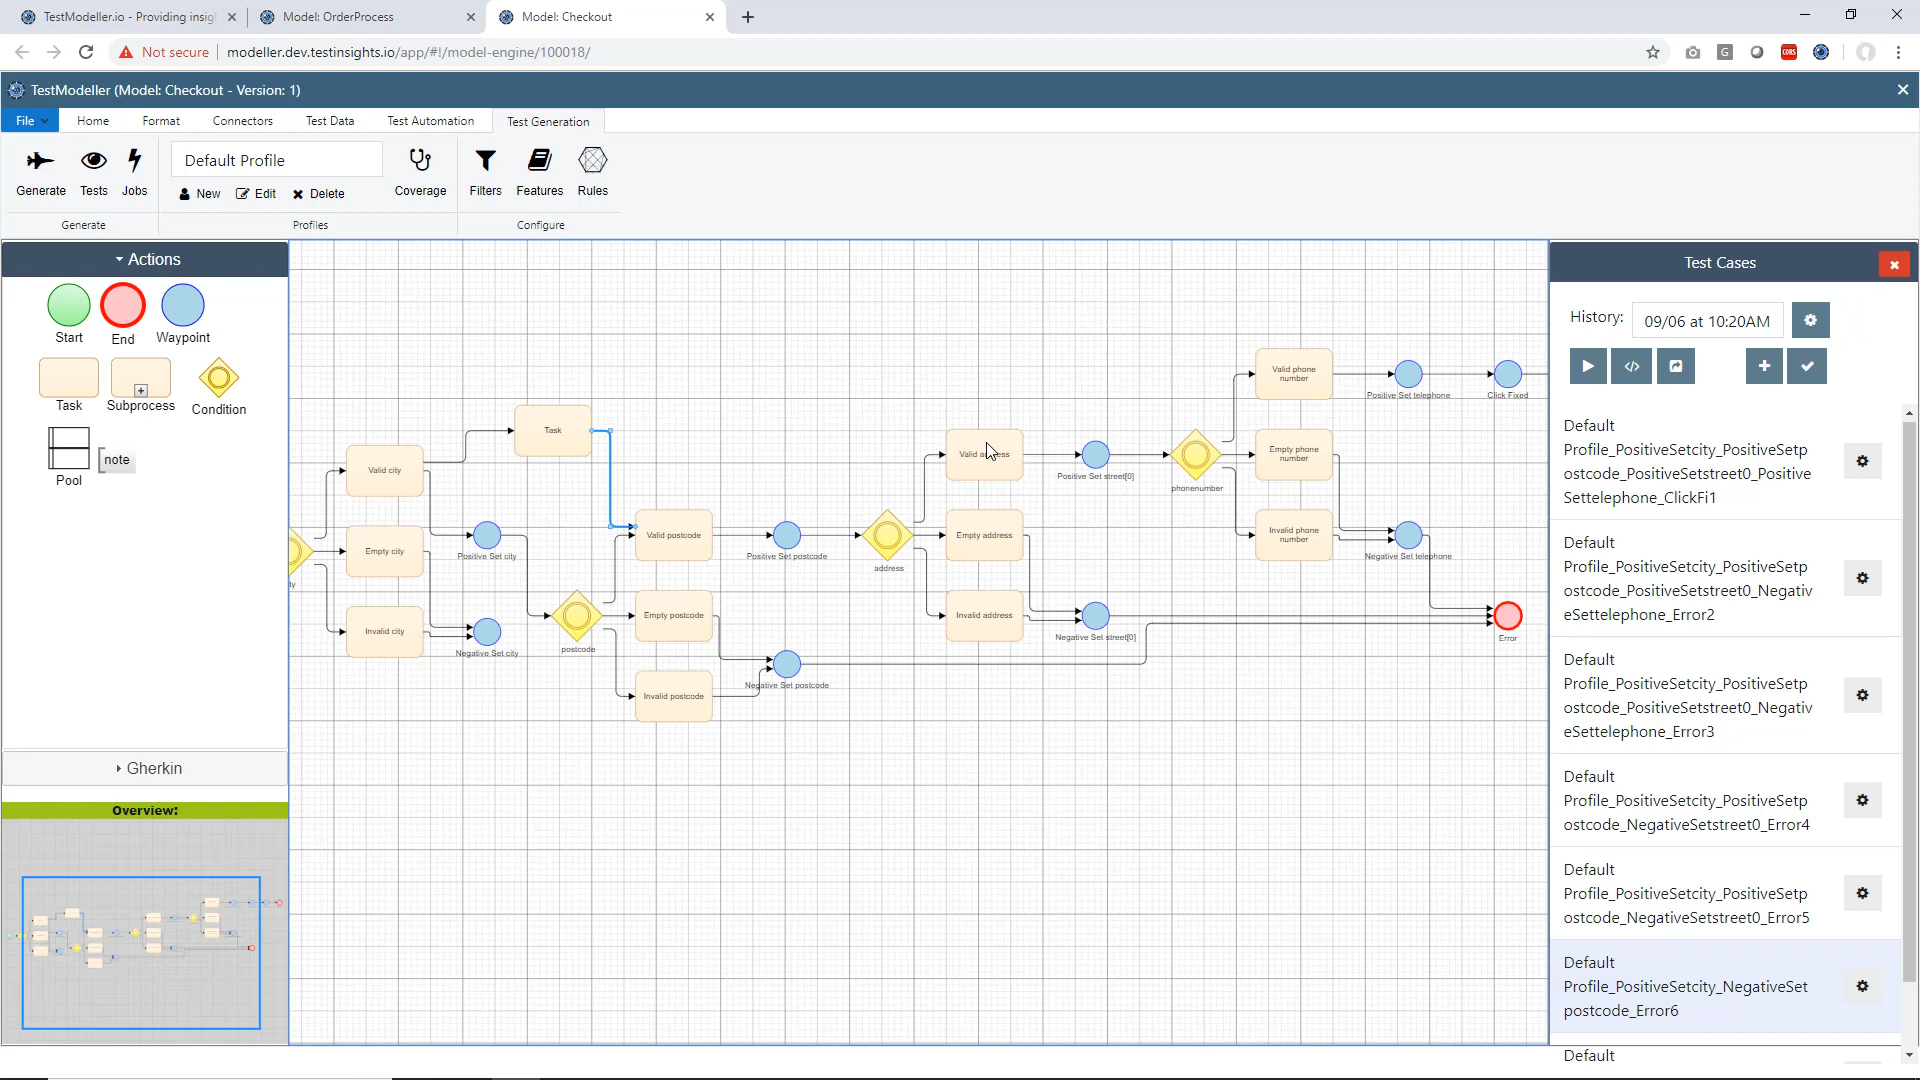 TestModeller.io - Providing insig
Model: OrderProcess
Model: Checkout
Not secure
modeller.dev.testinsights.io/app/#!/model-engine/100018/
G
CORS
TestModeller (Model: Checkout - Version: 1)
File
Home
Format
Connectors
Test Data
Test Automation
Test Generation
Default Profile
Generate
Tests
Jobs
New
Edit
Delete
Coverage
Filters
Features
Rules
Generate
Profiles
Configure
Actions
Start
End
Waypoint
Task
Subprocess
Condition
Pool
note
Gherkin
Overview:
Valid city
Empty city
Invalid city
Task
Positive Set city
Negative Set city
postcode
Valid postcode
Empty postcode
Invalid postcode
Positive Set postcode
Negative Set postcode
address
Empty address
Invalid address
Positive Set street[0]
Negative Set street[0]
phonenumber
Valid phone
number
Empty phone
number
Invalid phone
number
Positive Set telephone
Negative Set telephone
Click Fixed
Error
Test Cases
History:
09/06 at 10:20AM
Default
Profile_PositiveSetcity_PositiveSetp
ostcode_PositiveSetstreet0_Positive
Settelephone_ClickFi1
Default
Profile_PositiveSetcity_PositiveSetp
ostcode_PositiveSetstreet0_Negativ
eSettelephone_Error2
Default
Profile_PositiveSetcity_PositiveSetp
ostcode_PositiveSetstreet0_Negativ
eSettelephone_Error3
Default
Profile_PositiveSetcity_PositiveSetp
ostcode_NegativeSetstreet0_Error4
Default
Profile_PositiveSetcity_PositiveSetp
ostcode_NegativeSetstreet0_Error5
Default
Profile_PositiveSetcity_NegativeSet
postcode_Error6
Default